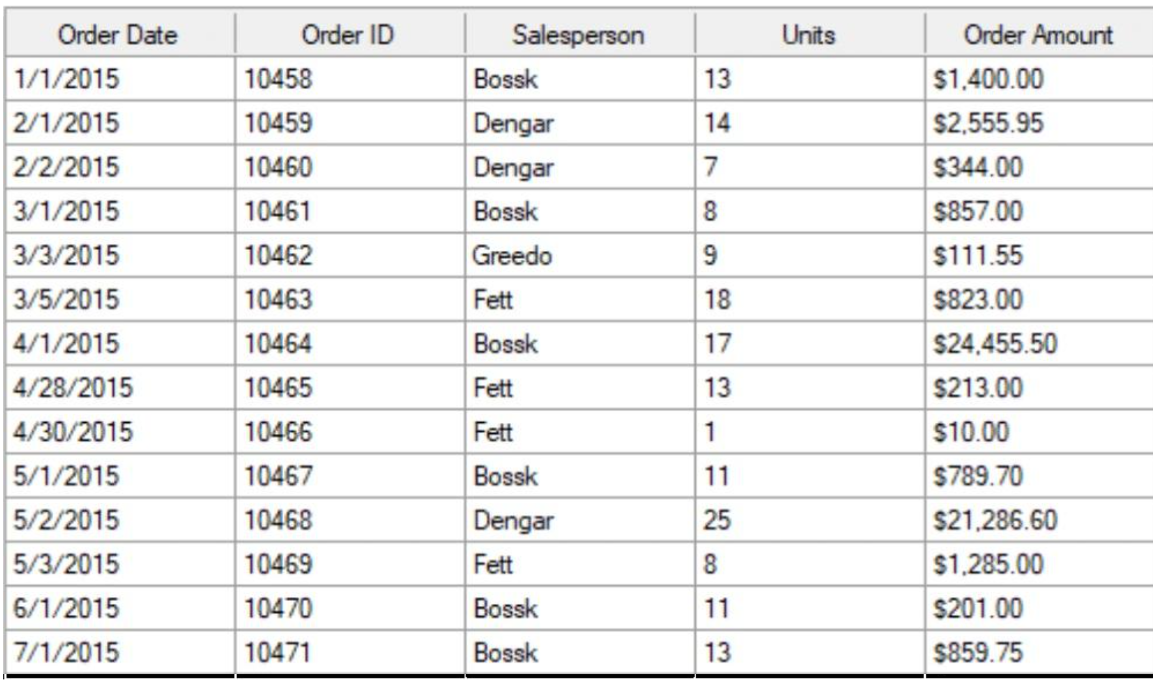 Order Date Order ID Salesperson Units Order Amount
1/1/2015 10458 Bossk 13 $1,400.00
2/1/2015 10459 Dengar 14 $2,555.95
2/2/2015 10460 Dengar 7 $344.00
3/1/2015 10461 Bossk 8 $857.00
3/3/2015 10462 Greedo 9 $111.55
3/5/2015 10463 Fett 18 $823.00
4/1/2015 10464 Bossk 17 $24,455.50
4/28/2015 10465 Fett 13 $213.00
4/30/2015 10466 Fett 1 $10.00
5/1/2015 10467 Bossk 11 $789.70
5/2/2015 10468 Dengar 25 $21,286.60
5/3/2015 10469 Fett 8 $1,285.00
6/1/2015 10470 Bossk 11 $201.00
7/1/2015 10471 Bossk 13 $859.75